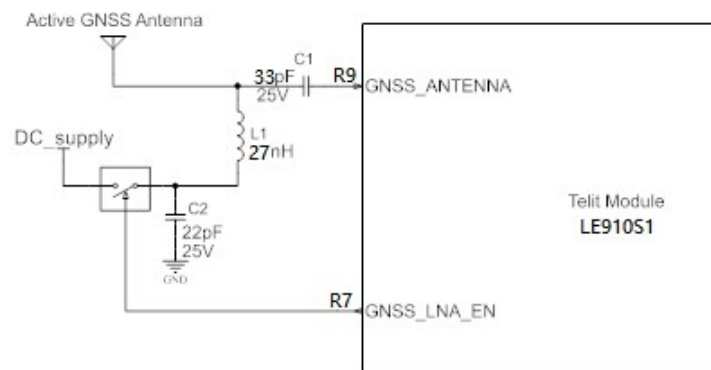 Active GNSS Antenna
C1
33pF
25V
R9
GNSS_ANTENNA
L1
27nH
DC_supply
C2
22pF
25V
GND
Telit Module
LE910S1
R7
GNSS_LNA_EN